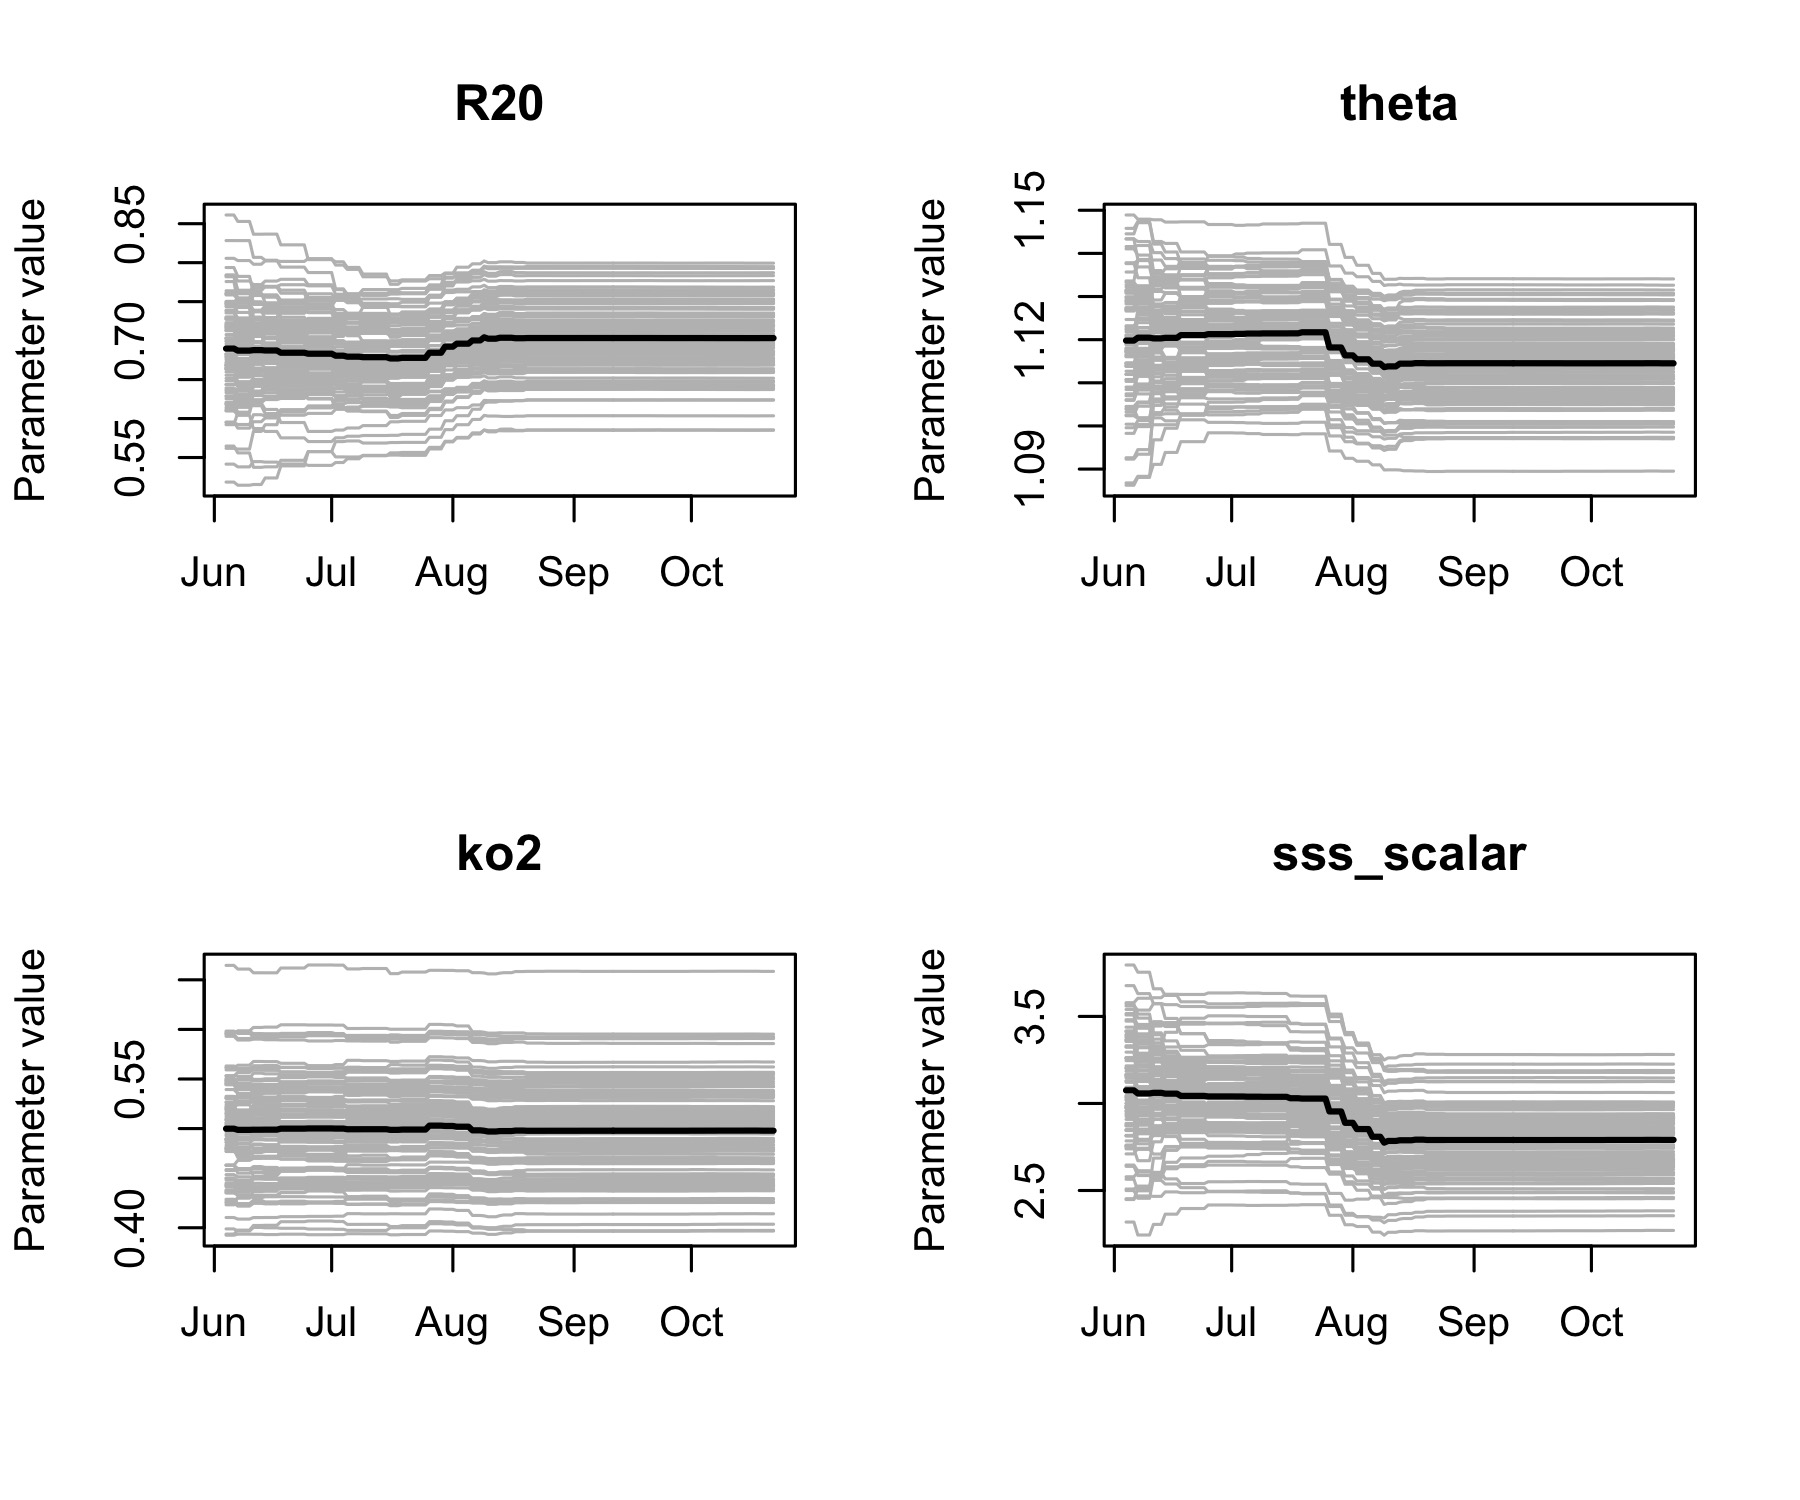 R20
Parameter value
0.55 0.70 0.85
Jun Jul Aug Sep Oct
theta
Parameter value
1.09 1.12 1.15
Jun Jul Aug Sep Oct
ko2
Parameter value
0.40 0.55
Jun Jul Aug Sep Oct
sss_scalar
Parameter value
2.5 3.5
Jun Jul Aug Sep Oct